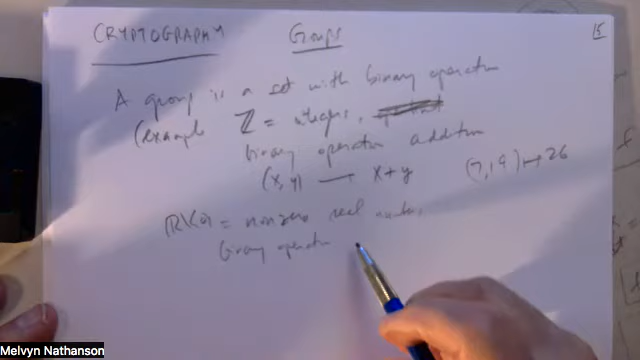 CRYPTOGRAPHY Groups 15
A group is a set with binary operation
(example ℤ = integers,
binary operation addition
(x,y) → x+y (7,19) ↦ 26
= nonzero real numbers
binary operation
Melvyn Nathanson